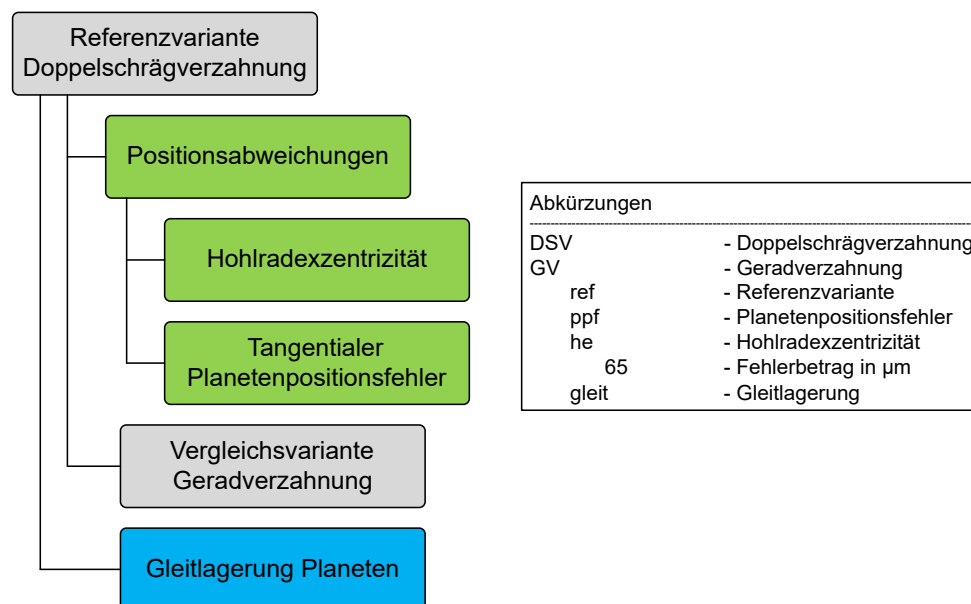 Referenzvariante
Doppelschrägverzahnung
Positionsabweichungen
Hohlradexzentrizität
Tangentialer
Planetenpositionsfehler
Vergleichsvariante
Geradverzahnung
Gleitlagerung Planeten
Abkürzungen
DSV - Doppelschrägverzahnung
GV - Geradverzahnung
ref - Referenzvariante
ppf - Planetenpositionsfehler
he - Hohlradexzentrizität
65 - Fehlerbetrag in µm
gleit - Gleitlagerung